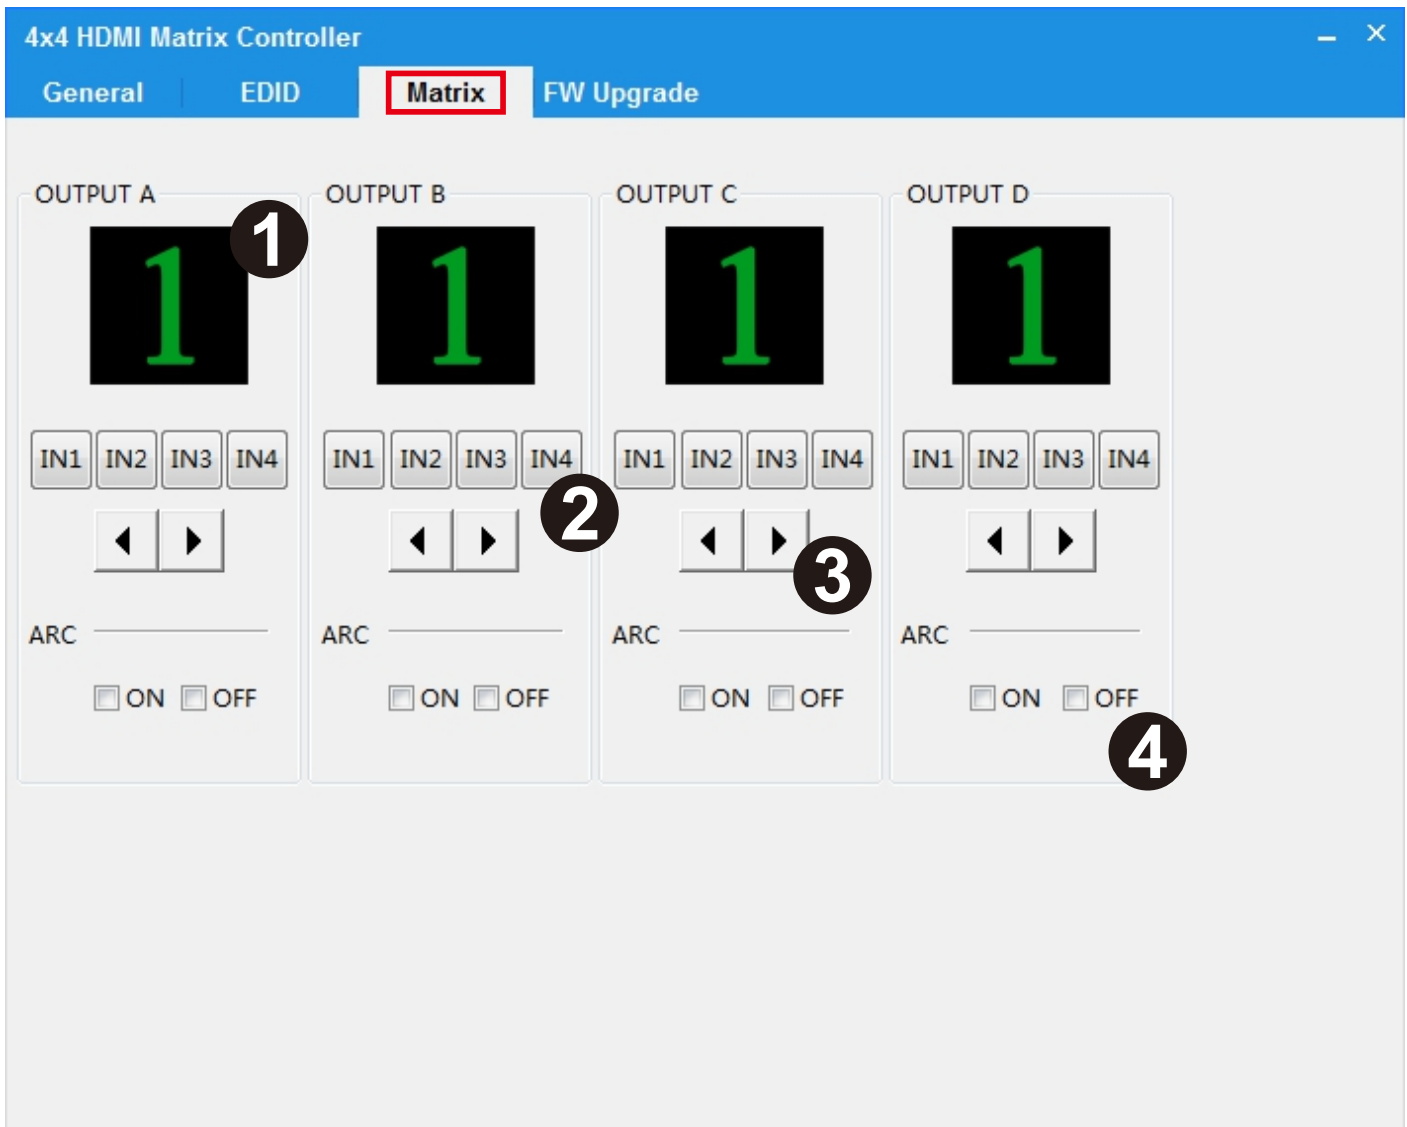 4x4 HDMI Matrix Controller
General EDID Matrix FW Upgrade
OUTPUT A OUTPUT B OUTPUT C OUTPUT D
1
1 1 1 1
IN1 IN2 IN3 IN4 IN1 IN2 IN3 IN4 IN1 IN2 IN3 IN4 IN1 IN2 IN3 IN4
2
3
ARC ARC ARC ARC
ON OFF ON OFF ON OFF ON OFF
4